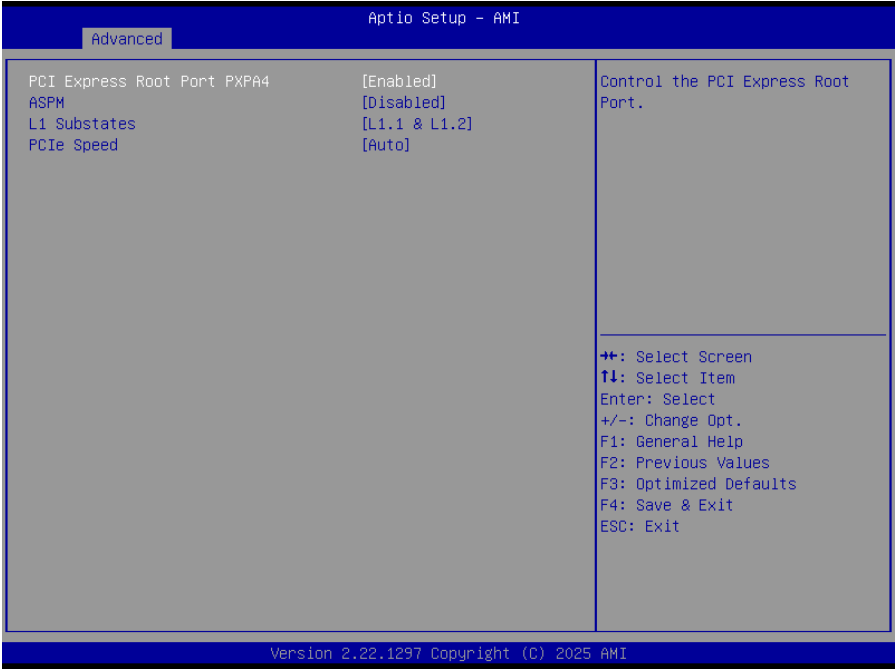 Aptio Setup - AMI
Advanced
PCI Express Root Port PXPA4 [Enabled]
ASPM [Disabled]
L1 Substates [L1.1 & L1.2]
PCIe Speed [Auto]
Control the PCI Express Root
Port.
→←: Select Screen
↑↓: Select Item
Enter: Select
+/-: Change Opt.
F1: General Help
F2: Previous Values
F3: Optimized Defaults
F4: Save & Exit
ESC: Exit
Version 2.22.1297 Copyright (C) 2025 AMI